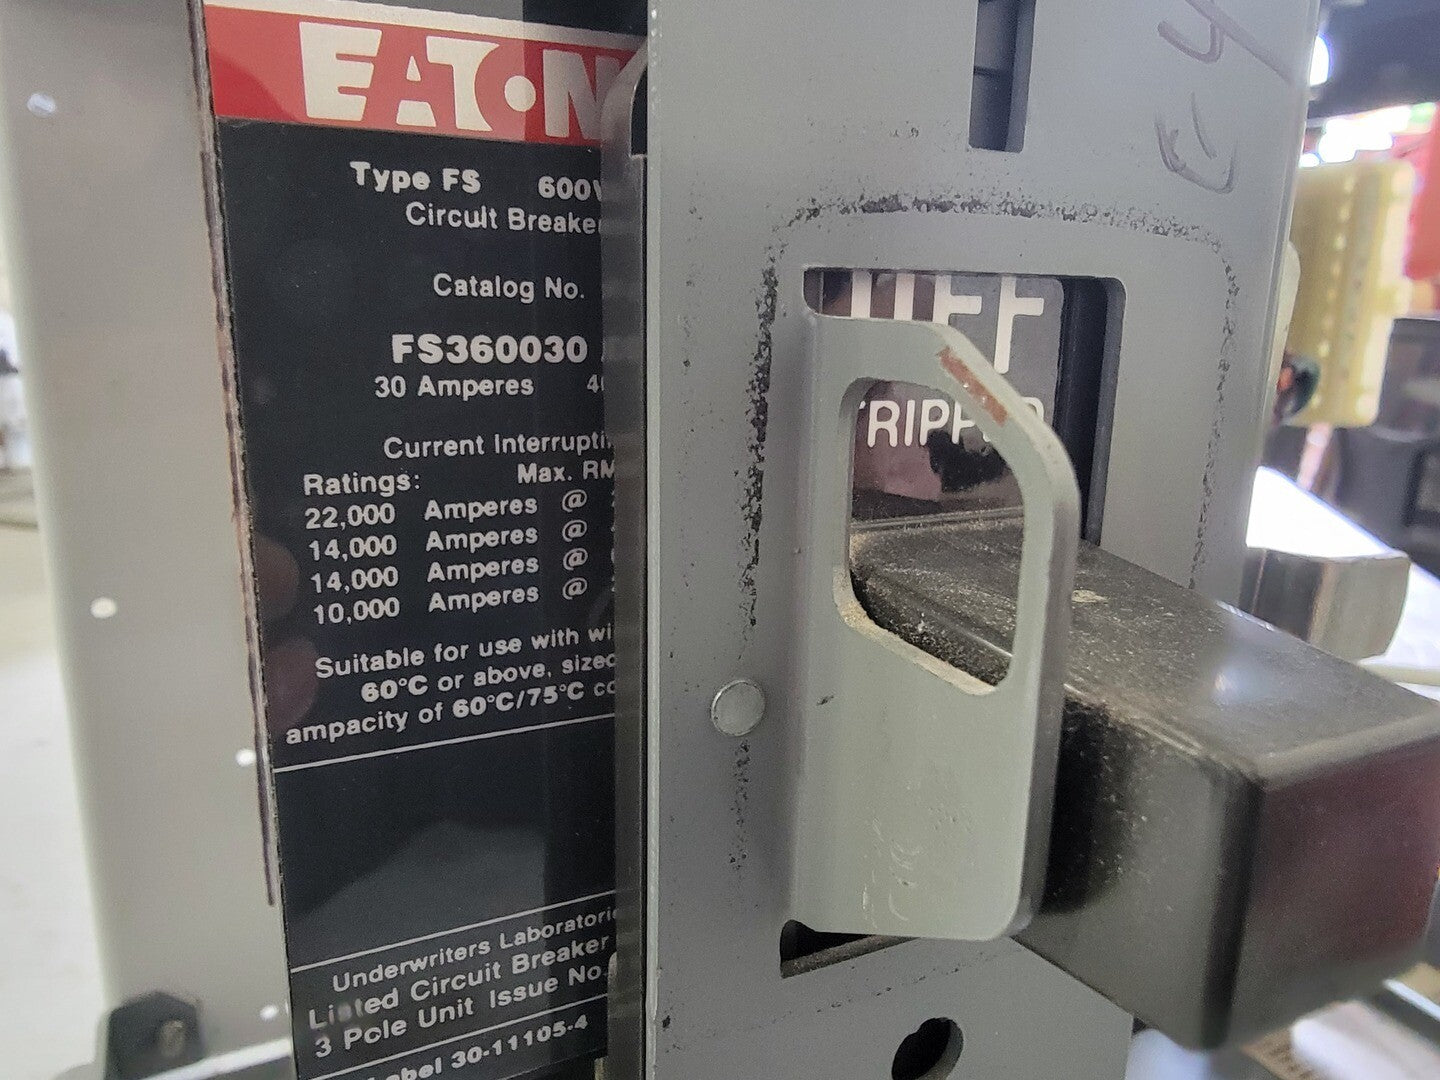 EATON
Type FS 600V
Circuit Breaker
Catalog No.
FS360030
30 Amperes
Current Interrupti
Ratings: Max. RM
22,000 Amperes @
14,000 Amperes @
14,000 Amperes @
10,000 Amperes @
Suitable for use with wi
60°C or above, sized
ampacity of 60°C/75°C co
Underwriters Laboratorie
Listed Circuit Breaker
3 Pole Unit Issue No.
Label 30-11105-4
OFF
TRIPPED